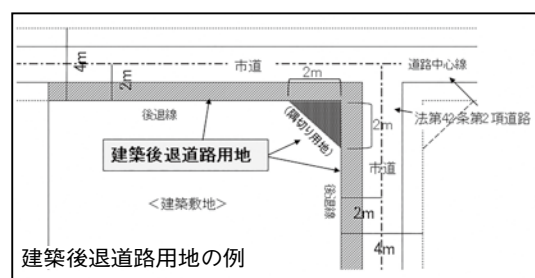 4m
2m
市道
2m
道路中心線
後退線
(隅切り用地)
2m
法第42条第2項道路
建築後退道路用地
市道
<建築敷地>
後退線
2m
4m
建築後退道路用地の例